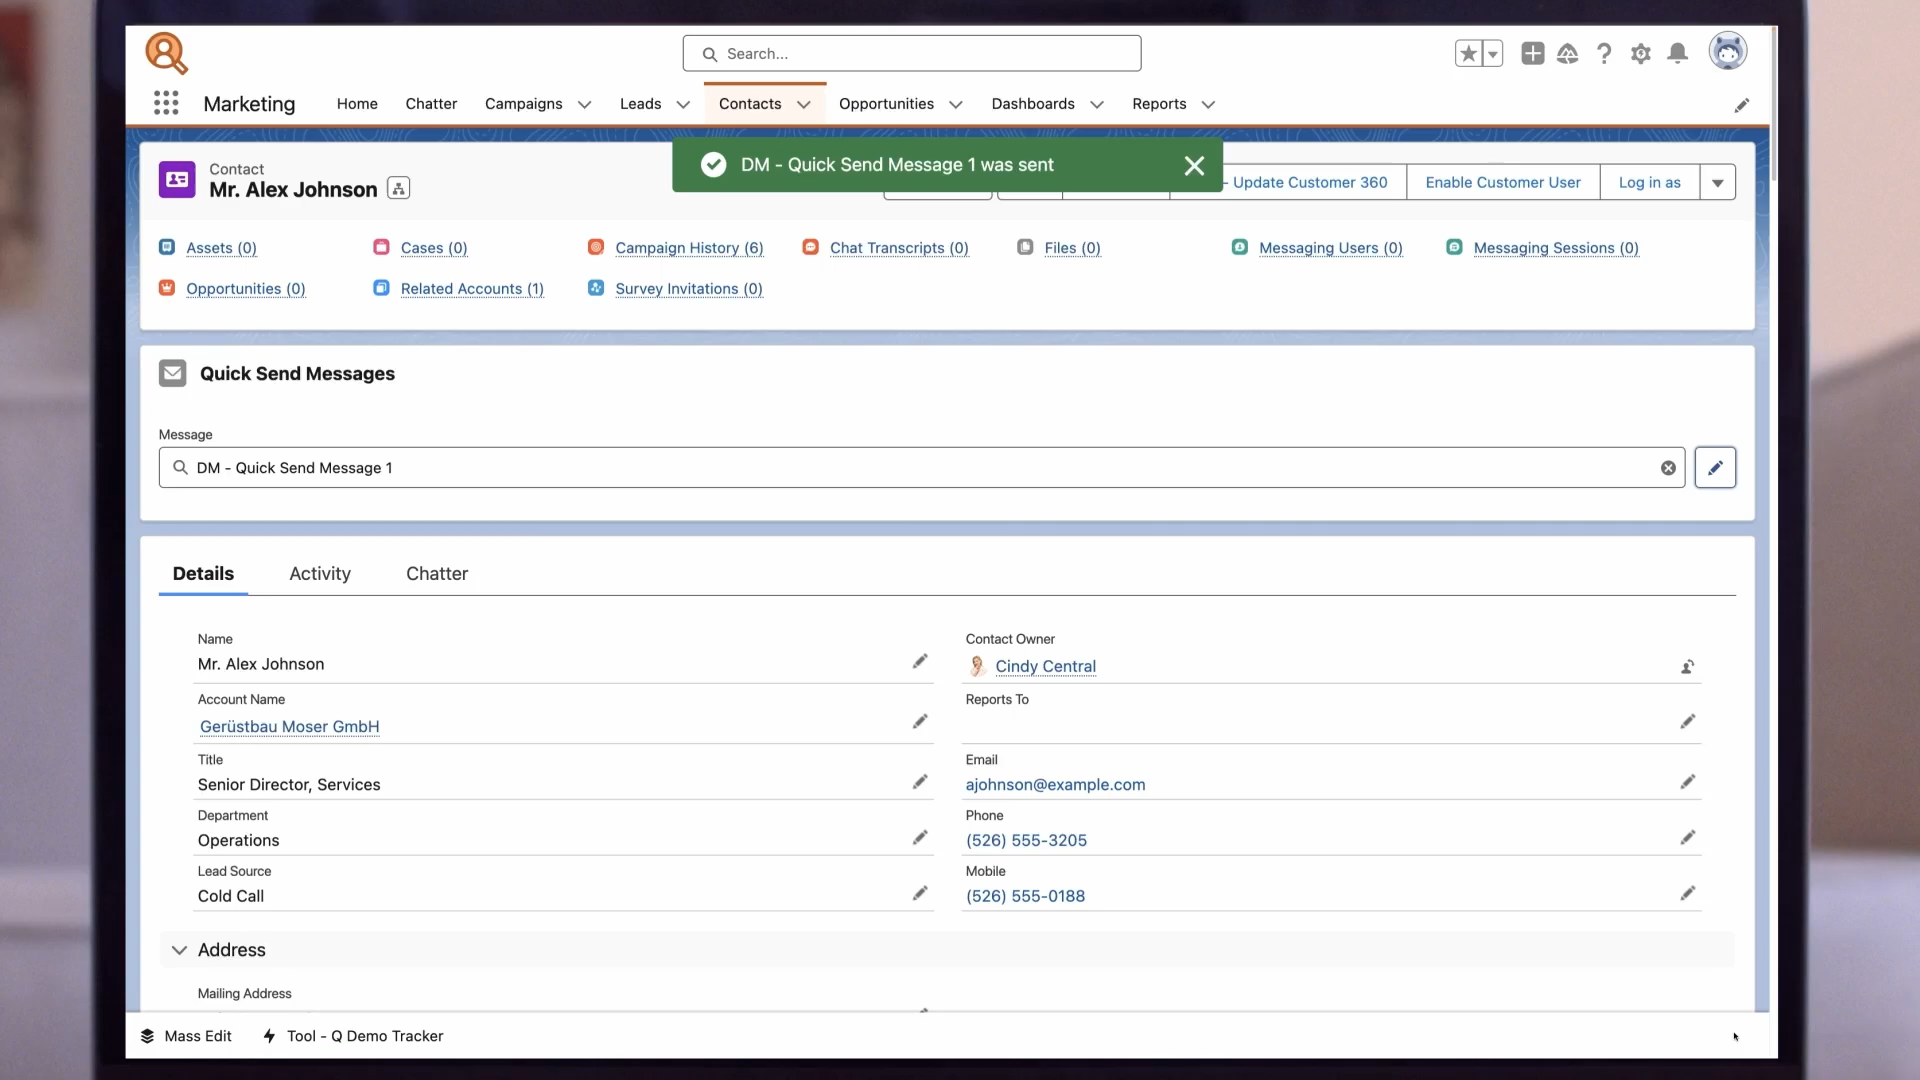 Search...
Marketing
Home
Chatter
Campaigns
Leads
Contacts
Opportunities
Dashboards
Reports
DM - Quick Send Message 1 was sent
Contact
Mr. Alex Johnson
- Update Customer 360
Enable Customer User
Log in as
Assets (0)
Cases (0)
Campaign History (6)
Chat Transcripts (0)
Files (0)
Messaging Users (0)
Messaging Sessions (0)
Opportunities (0)
Related Accounts (1)
Survey Invitations (0)
Quick Send Messages
Message
DM - Quick Send Message 1
Details
Activity
Chatter
Name
Mr. Alex Johnson
Contact Owner
Cindy Central
Account Name
Gerüstbau Moser GmbH
Reports To
Title
Senior Director, Services
Email
ajohnson@example.com
Department
Operations
Phone
(526) 555-3205
Lead Source
Cold Call
Mobile
(526) 555-0188
Address
Mailing Address
Mass Edit
Tool - Q Demo Tracker